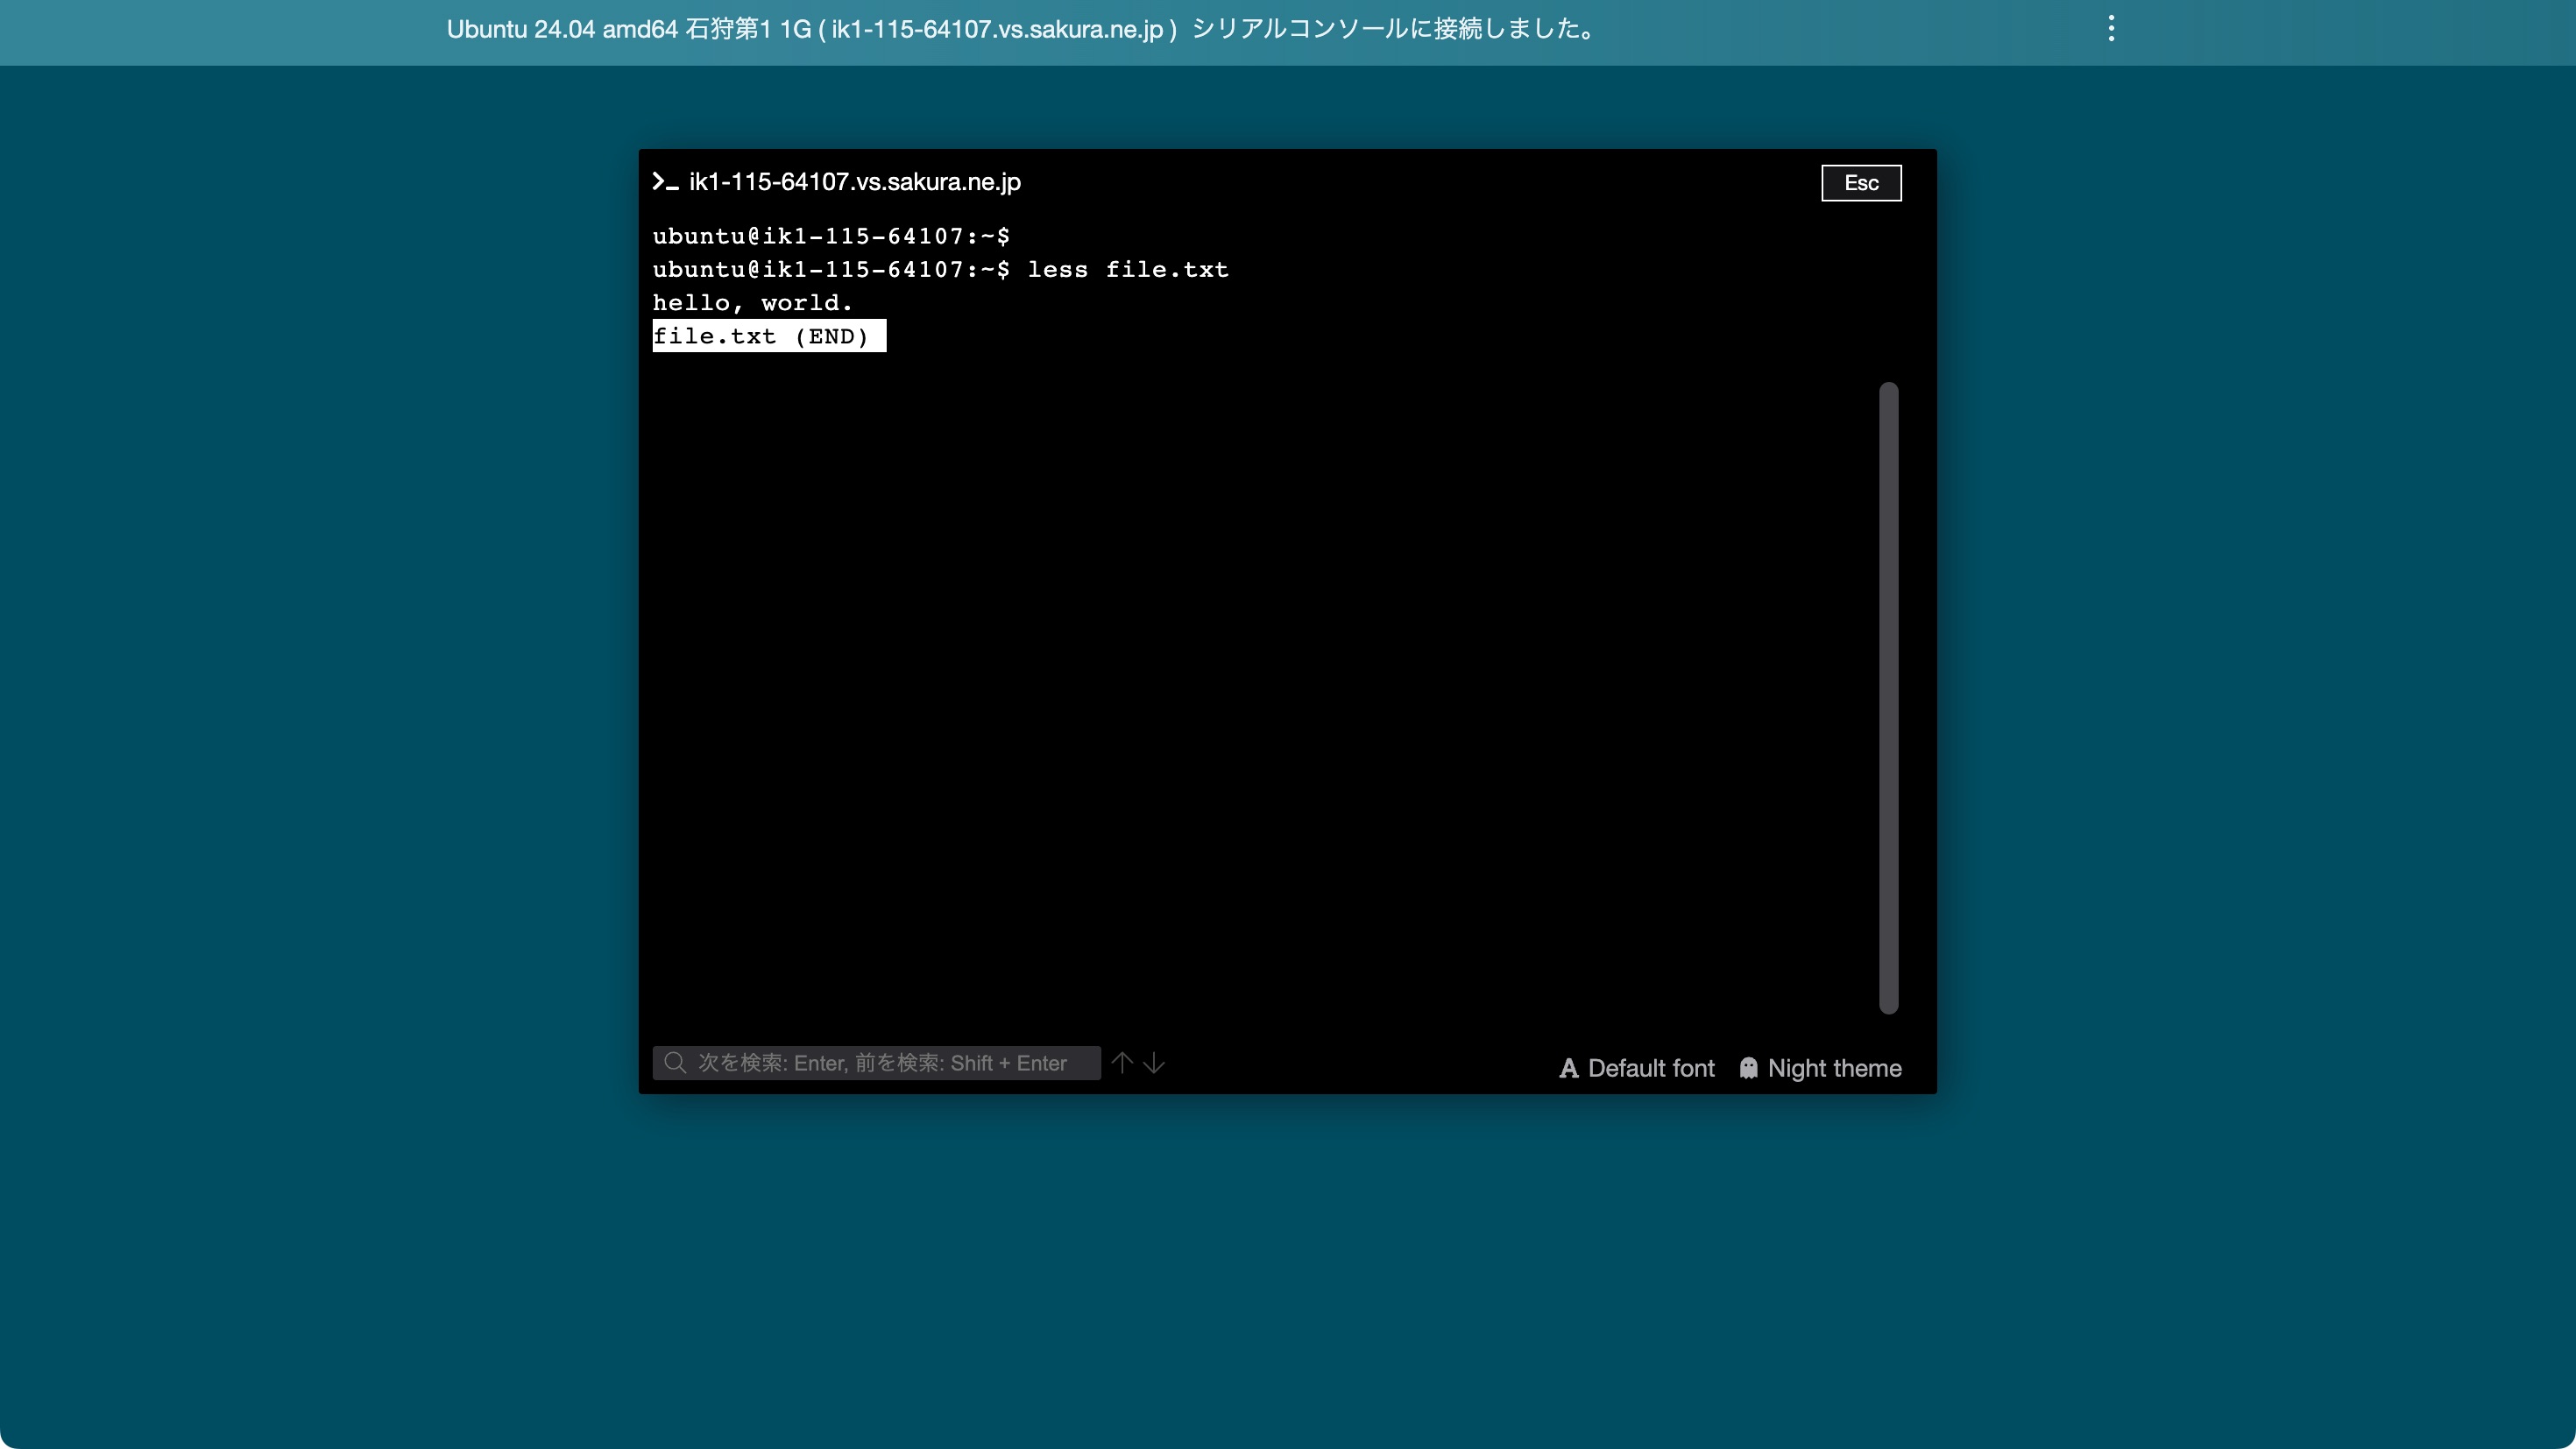 Ubuntu 24.04 amd64 石狩第1 1G ( ik1-115-64107.vs.sakura.ne.jp ) シリアルコンソールに接続しました。
ik1-115-64107.vs.sakura.ne.jp
Esc
ubuntu@ik1-115-64107:~$
ubuntu@ik1-115-64107:~$ less file.txt
hello, world.
file.txt (END)
次を検索: Enter, 前を検索: Shift + Enter
Default font
Night theme